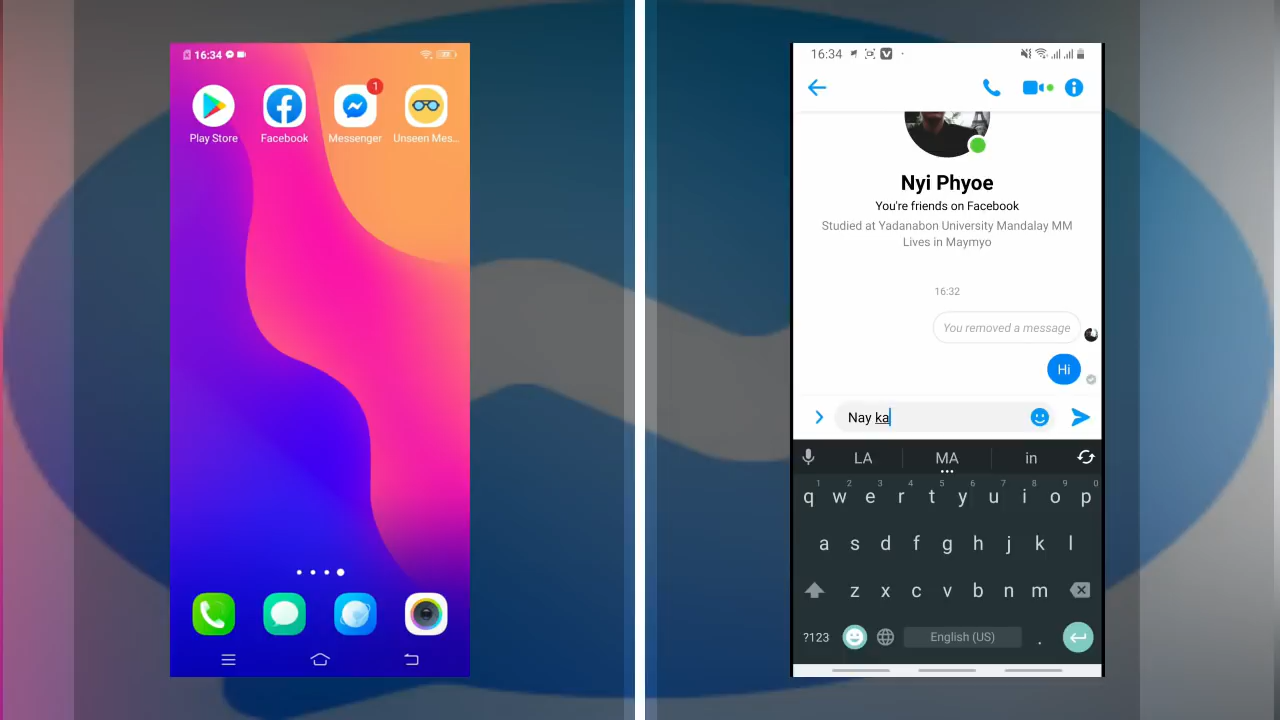 16:34
1
Play Store
Facebook
Messenger
Unseen Mes..
16:34
Nyi Phyoe
You're friends on Facebook
Studied at Yadanabon University Mandalay MM
Lives in Maymyo
16:32
You removed a message
Hi
Nay ka
LA MA in
1 2 3 4 5 6 7 8 9 0
q w e r t y u i o p
a s d f g h j k l
z x c v b n m
?123 English (US) .